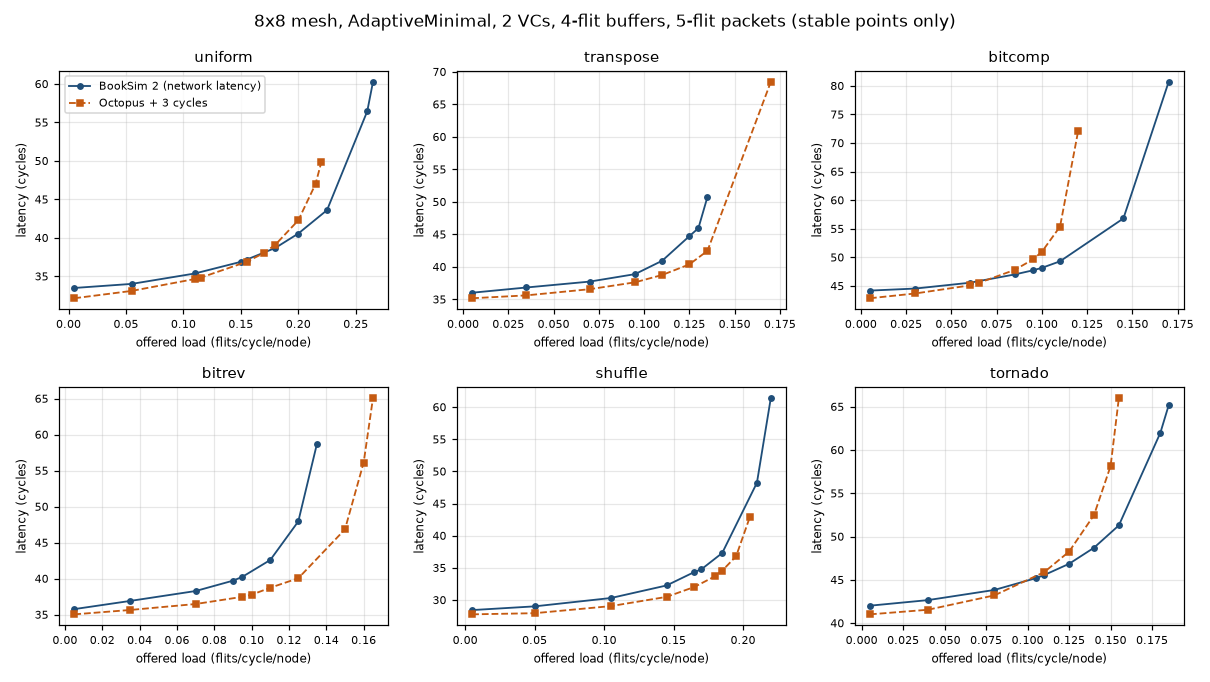 8x8 mesh, AdaptiveMinimal, 2 VCs, 4-flit buffers, 5-flit packets (stable points only)
uniform
BookSim 2 (network latency)
Octopus + 3 cycles
60
55
50
45
40
35
latency (cycles)
0.00 0.05 0.10 0.15 0.20 0.25
offered load (flits/cycle/node)
transpose
70
65
60
55
50
45
40
35
latency (cycles)
0.000 0.025 0.050 0.075 0.100 0.125 0.150 0.175
offered load (flits/cycle/node)
bitcomp
80
75
70
65
60
55
50
45
latency (cycles)
0.000 0.025 0.050 0.075 0.100 0.125 0.150 0.175
offered load (flits/cycle/node)
bitrev
65
60
55
50
45
40
35
latency (cycles)
0.00 0.02 0.04 0.06 0.08 0.10 0.12 0.14 0.16
offered load (flits/cycle/node)
shuffle
60
55
50
45
40
35
30
latency (cycles)
0.00 0.05 0.10 0.15 0.20
offered load (flits/cycle/node)
tornado
65
60
55
50
45
40
latency (cycles)
0.000 0.025 0.050 0.075 0.100 0.125 0.150 0.175
offered load (flits/cycle/node)